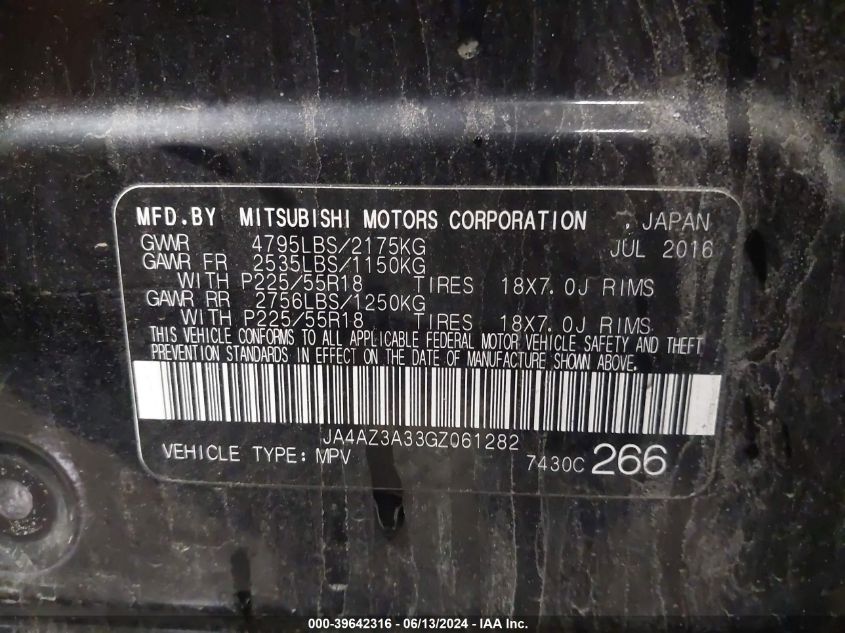 MFD.BY MITSUBISHI MOTORS CORPORATION , JAPAN
GVWR 4795LBS/2175KG JUL 2016
GAWR FR 2535LBS/1150KG
WITH P225/55R18 TIRES 18X7.0J RIMS
GAWR RR 2756LBS/1250KG
WITH P225/55R18 TIRES 18X7.0J RIMS
THIS VEHICLE CONFORMS TO ALL APPLICABLE FEDERAL MOTOR VEHICLE SAFETY AND THEFT
PREVENTION STANDARDS IN EFFECT ON THE DATE OF MANUFACTURE SHOWN ABOVE.
JA4AZ3A33GZ061282
VEHICLE TYPE: MPV 7430C 266
000-39642316 - 06/13/2024 - IAA Inc.